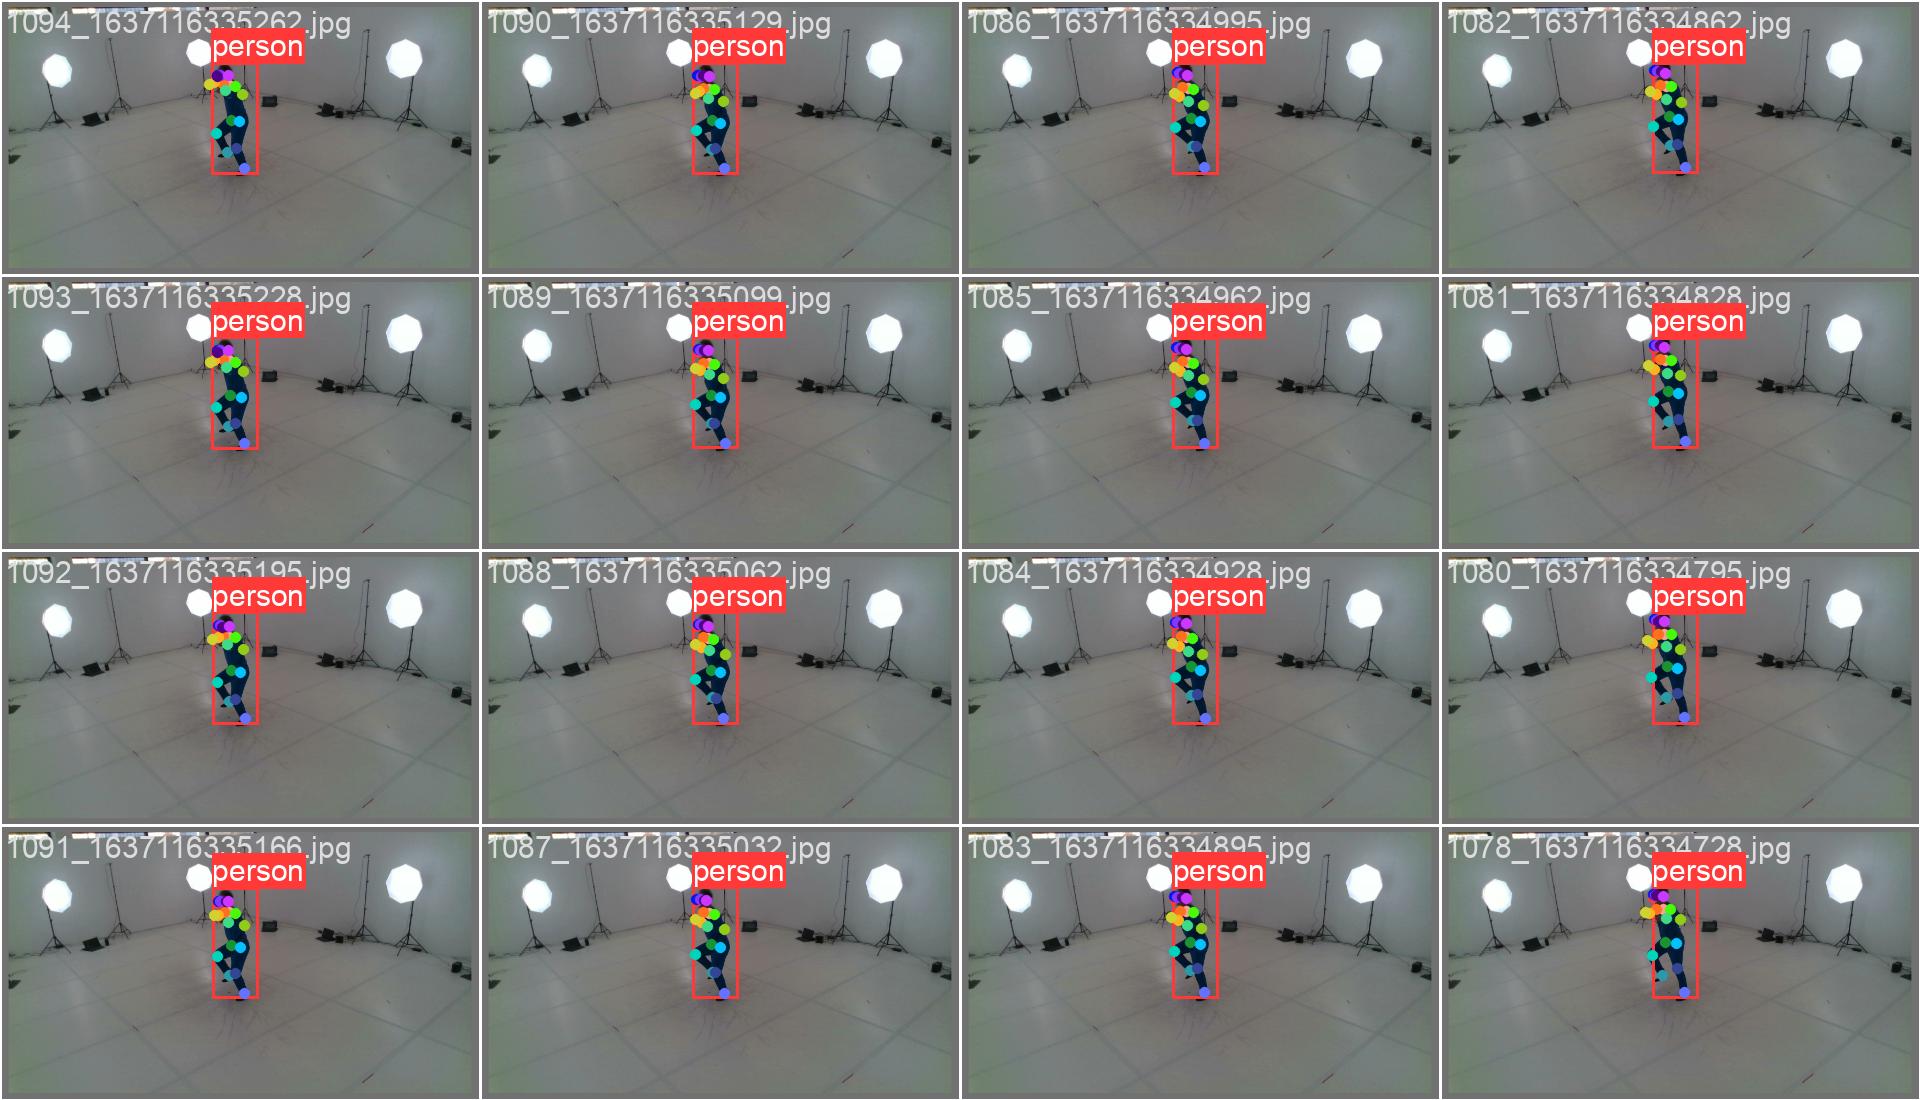 1094_1637116335262.jpg
person
1090_1637116335129.jpg
person
1086_1637116334995.jpg
person
1082_1637116334862.jpg
person
1093_1637116335228.jpg
person
1089_1637116335099.jpg
person
1085_1637116334962.jpg
person
1081_1637116334828.jpg
person
1092_1637116335195.jpg
person
1088_1637116335062.jpg
person
1084_1637116334928.jpg
person
1080_1637116334795.jpg
person
1091_1637116335166.jpg
person
1087_1637116335032.jpg
person
1083_1637116334895.jpg
person
1078_1637116334728.jpg
person